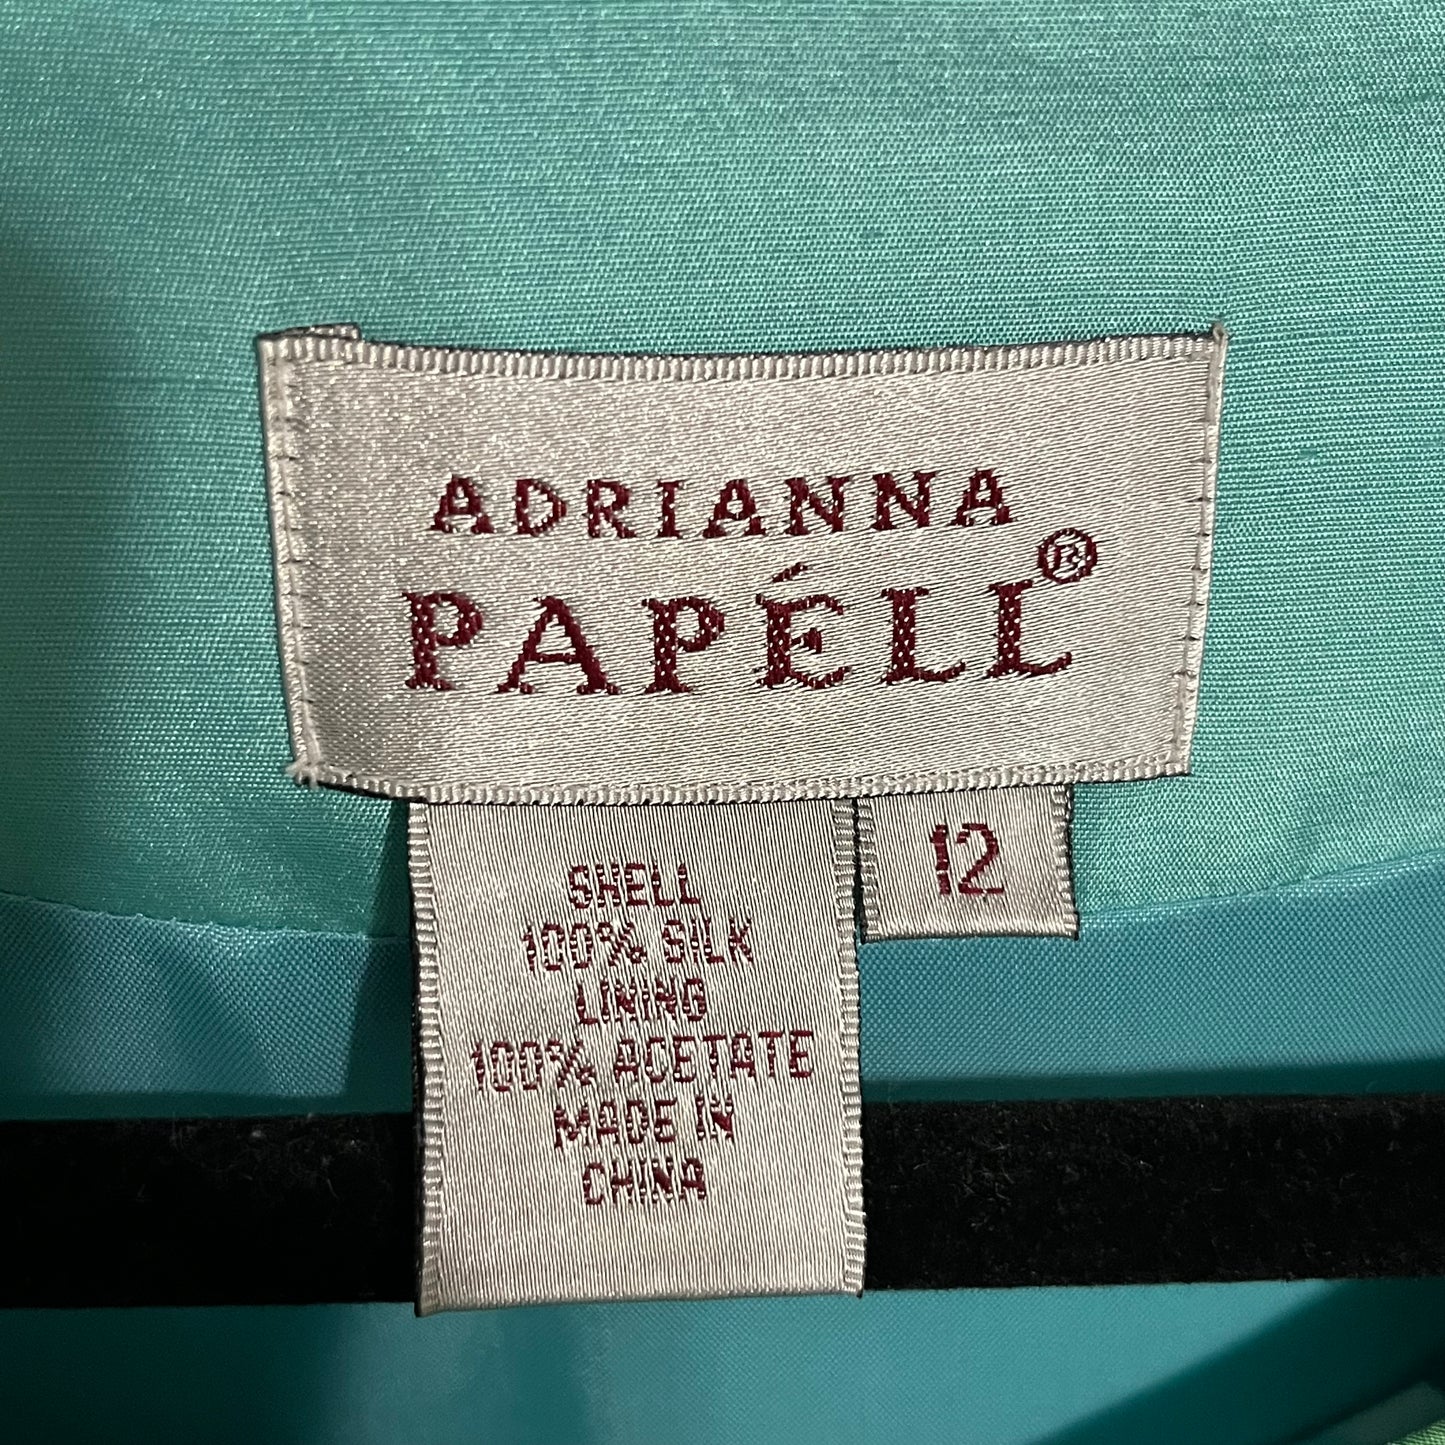 ADRIANNA
PAPÉLL®
12
SHELL
100% SILK
LINING
100% ACETATE
MADE IN
CHINA